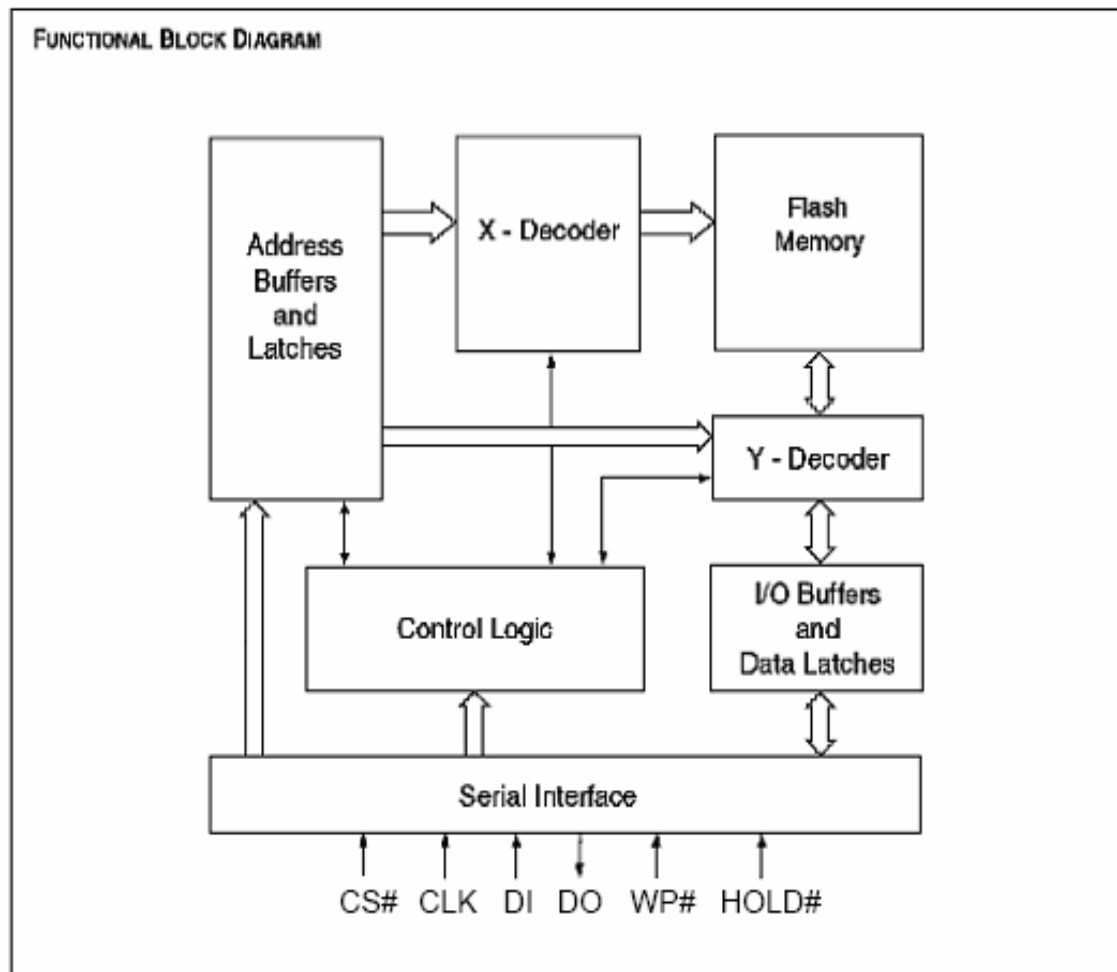 FUNCTIONAL BLOCK DIAGRAM
Address
Buffers
and
Latches
X - Decoder
Flash
Memory
Y - Decoder
Control Logic
I/O Buffers
and
Data Latches
Serial Interface
CS# CLK DI DO WP# HOLD#